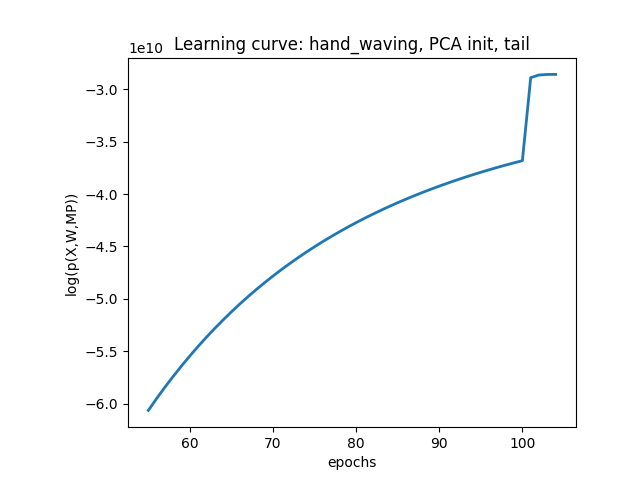 Learning curve: hand_waving, PCA init, tail
1e10
−3.0
−3.5
−4.0
−4.5
−5.0
−5.5
−6.0
log(p(X,W,MP))
60 70 80 90 100
epochs